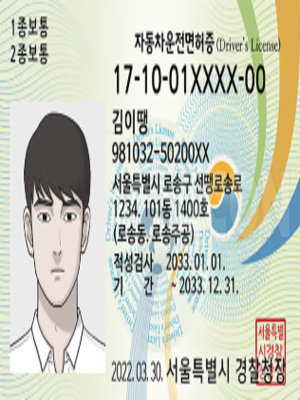 1종보통
2종보통
자동차운전면허증(Driver's License)
17-10-01XXXX-00
김이땡
981032-50200XX
서울특별시 로송구 선땡로송로
1234. 101동 1400호
(로송동. 로송주공)
적성검사 2033. 01. 01.
기 간 ~ 2033. 12. 31.
2022. 03. 30. 서울특별시 경찰청장
서울특별
시경찰